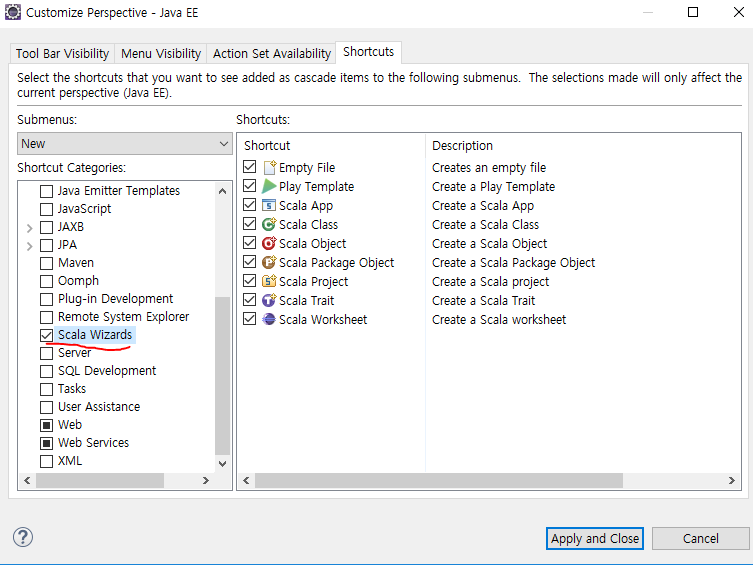 Customize Perspective - Java EE
Tool Bar Visibility Menu Visibility Action Set Availability Shortcuts
Select the shortcuts that you want to see added as cascade items to the following submenus. The selections made will only affect the
current perspective (Java EE).
Submenus:
New
Shortcut Categories:
Java Emitter Templates
JavaScript
JAXB
JPA
Maven
Oomph
Plug-in Development
Remote System Explorer
Scala Wizards
Server
SQL Development
Tasks
User Assistance
Web
Web Services
XML
Shortcuts:
Shortcut Description
Empty File Creates an empty file
Play Template Create a Play Template
Scala App Create a Scala App
Scala Class Create a Scala Class
Scala Object Create a Scala Object
Scala Package Object Create a Scala Package Object
Scala Project Create a Scala project
Scala Trait Create a Scala Trait
Scala Worksheet Create a Scala worksheet
Apply and Close Cancel